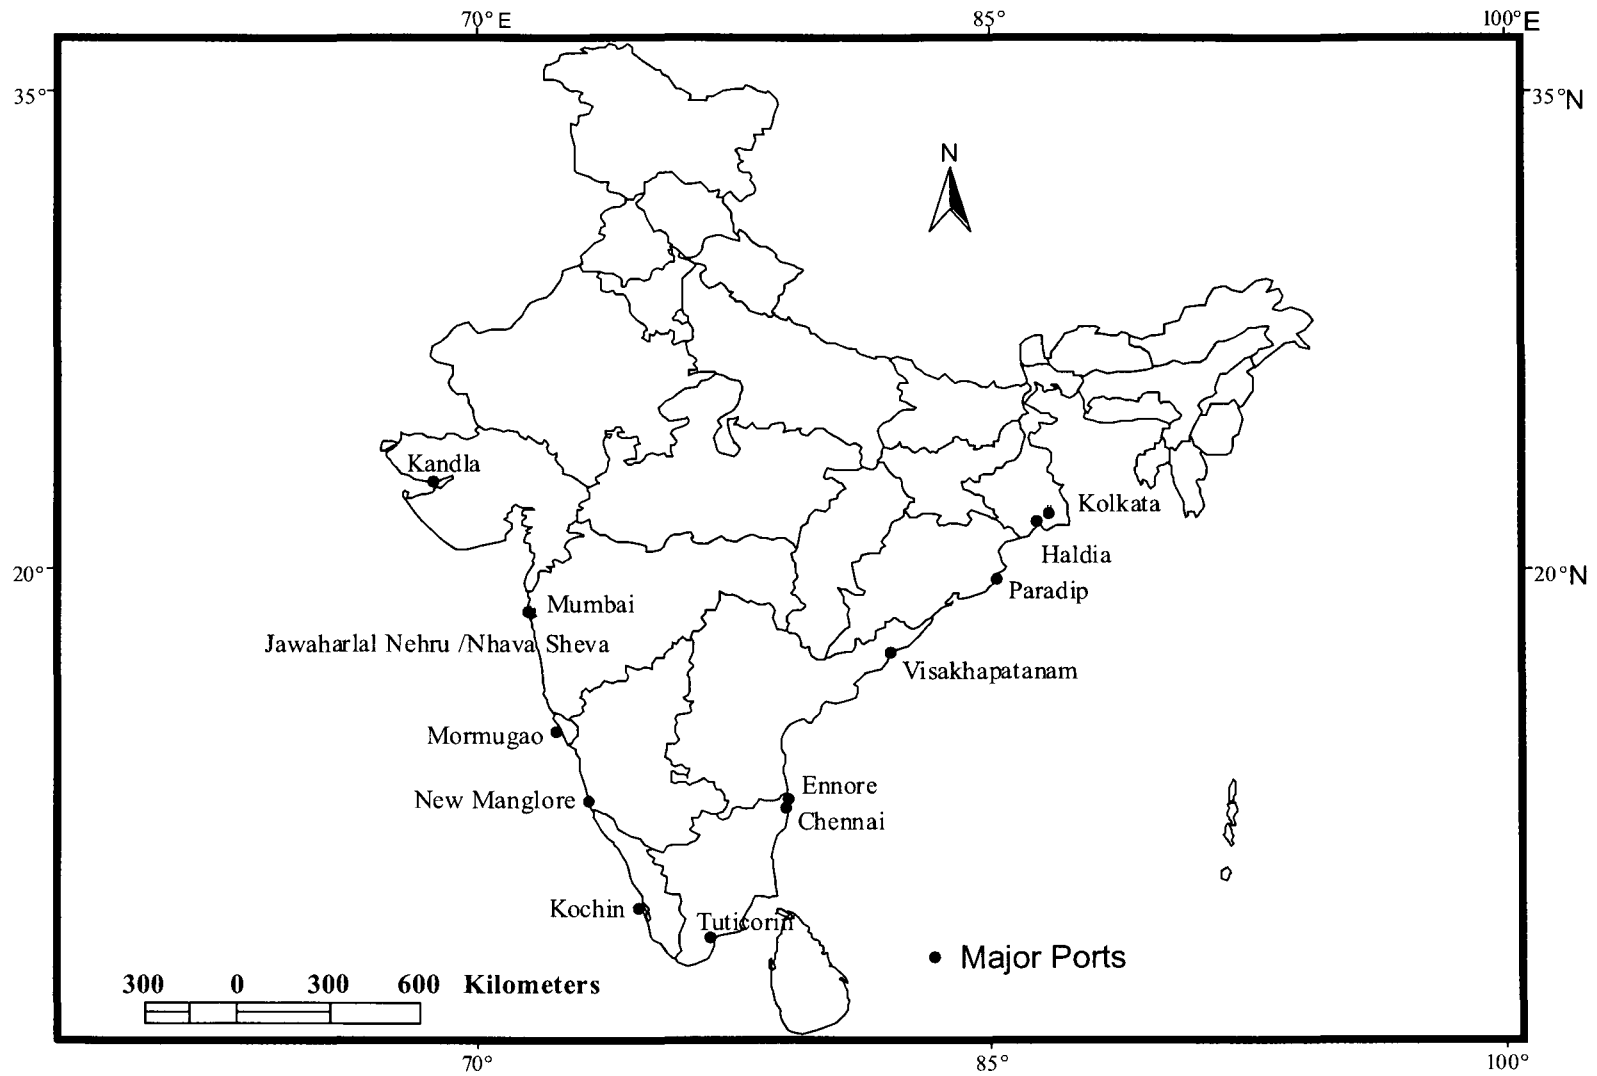 70°E 85° 100°E
35° 35°N
N
Kandla
Kolkata
Haldia
20° 20°N
Paradip
Mumbai
Jawaharlal Nehru /Nhava Sheva
Visakhapatanam
Mormugao
Ennore
New Manglore
Chennai
Kochin
Tuticorin
Major Ports
300 0 300 600 Kilometers
70° 85° 100°